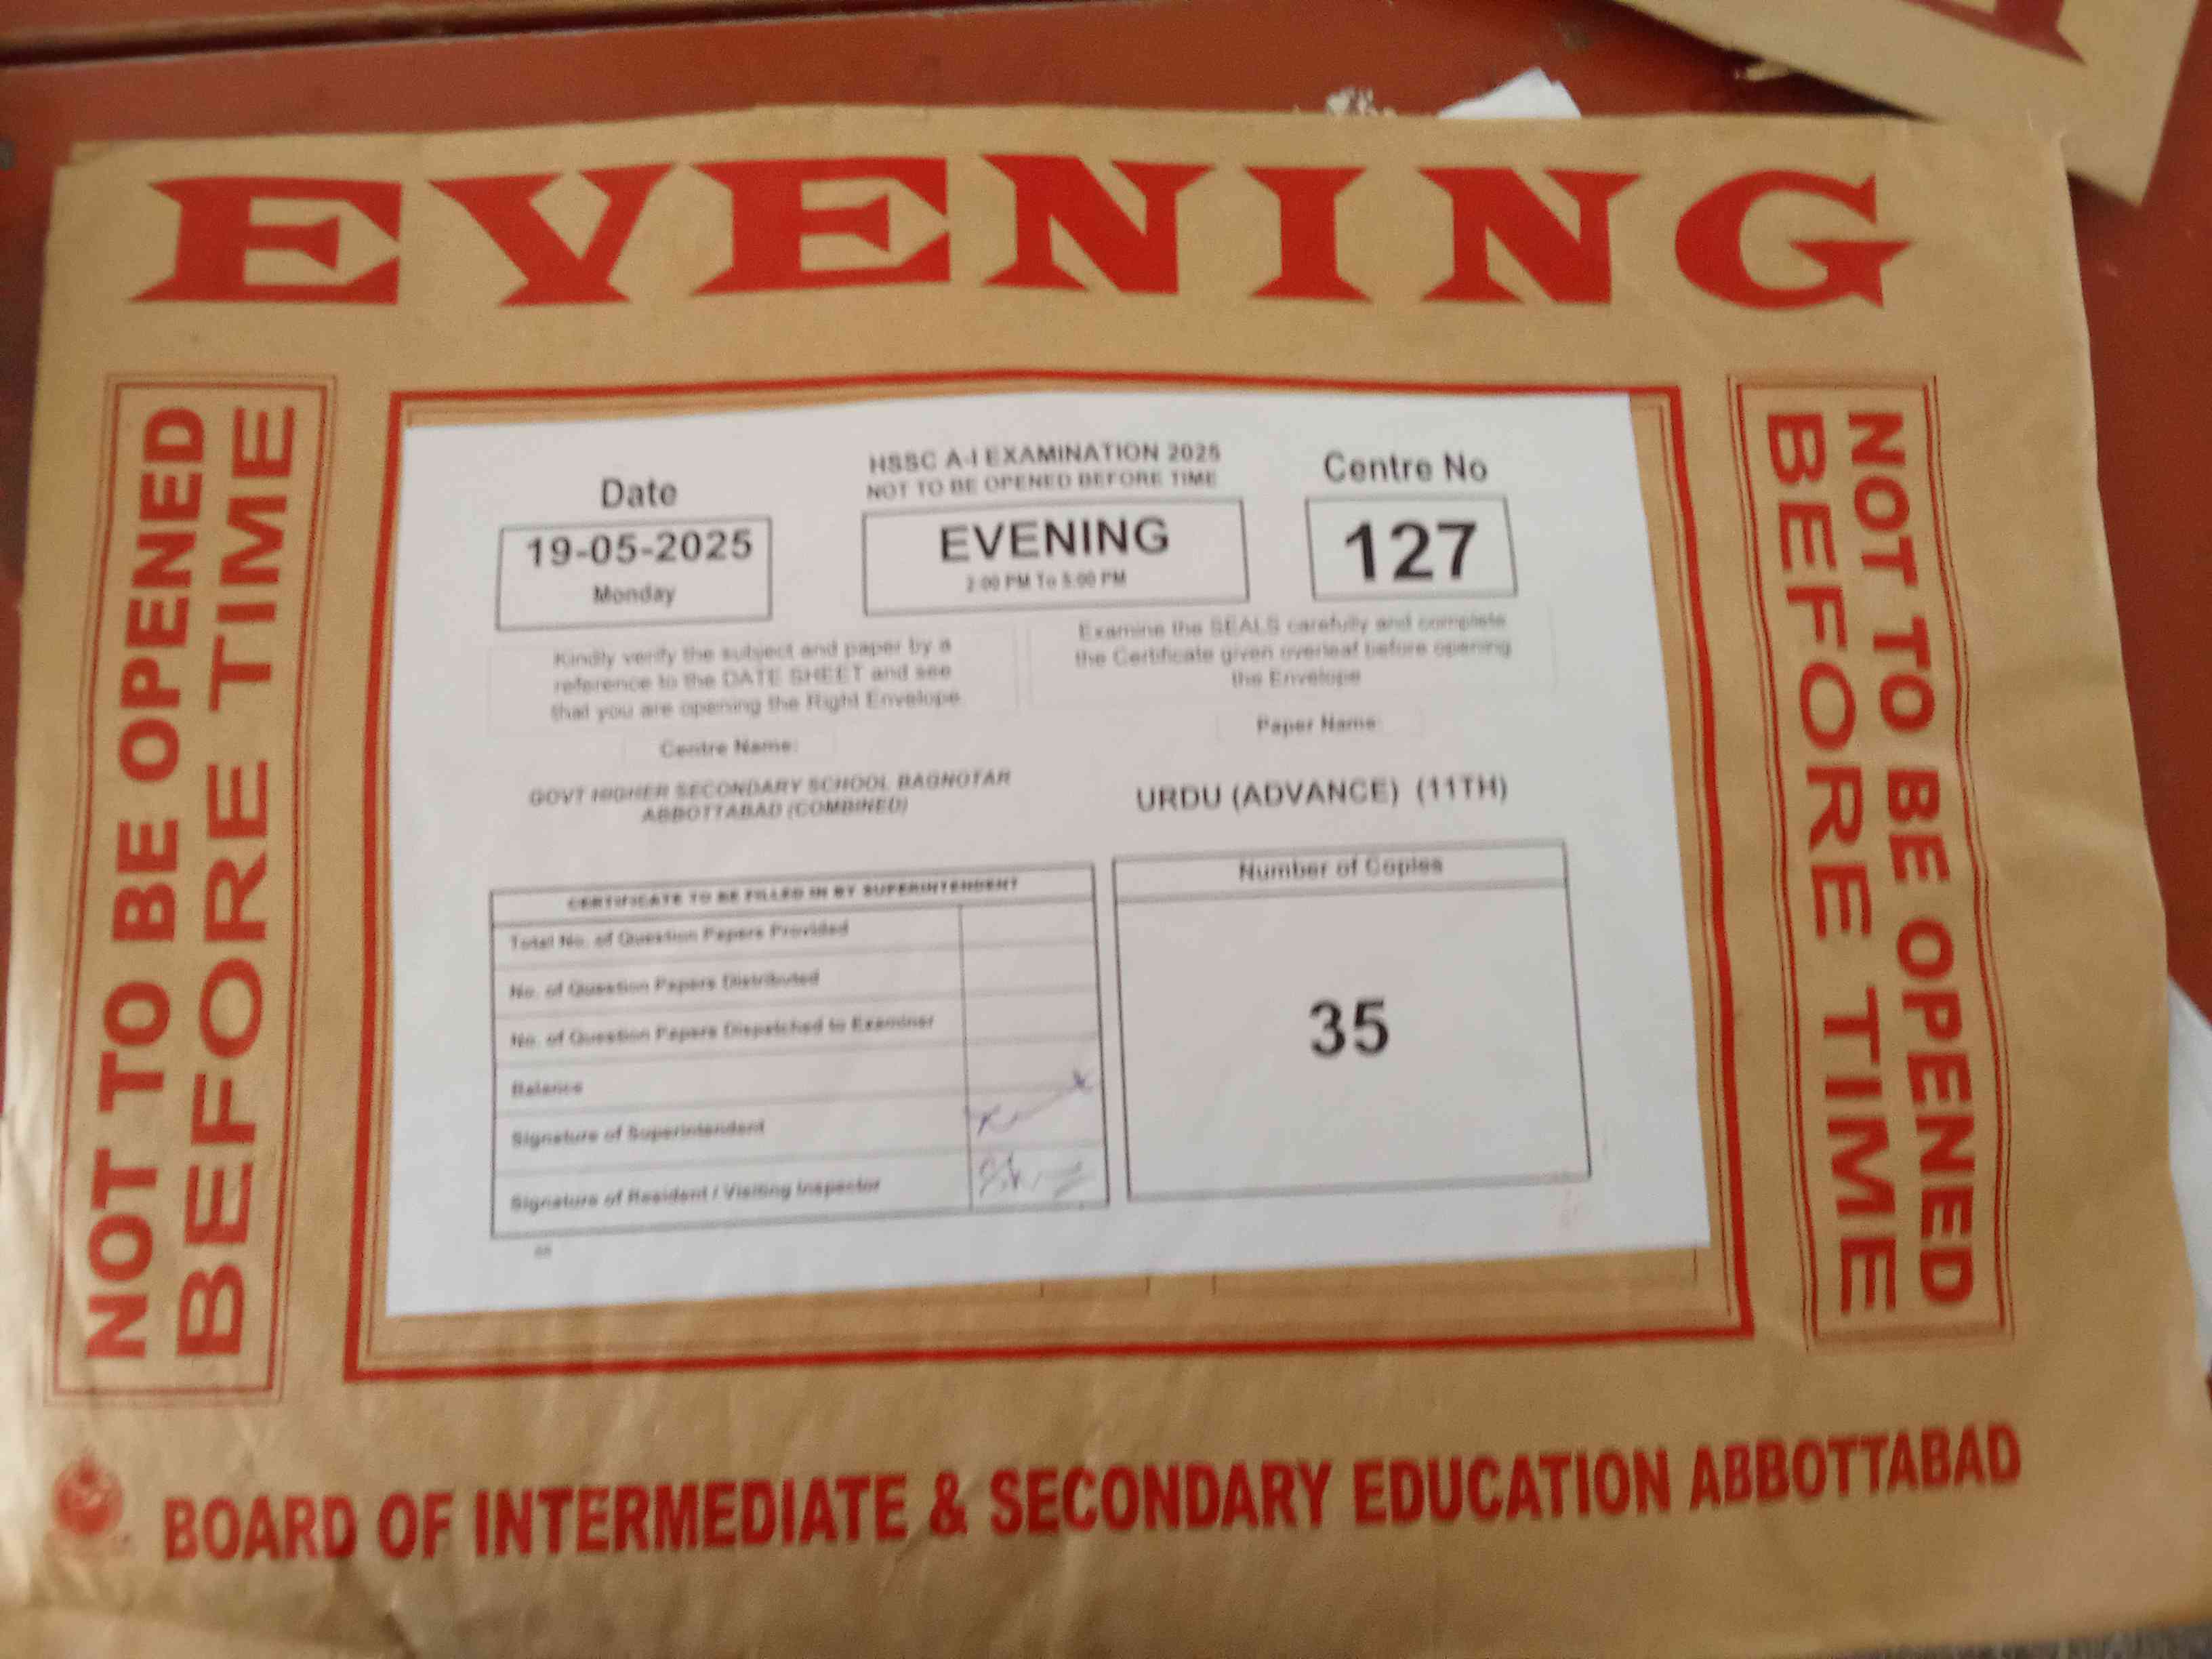 EVENING
NOT TO BE OPENED
BEFORE TIME
HSSC A-I EXAMINATION 2025
NOT TO BE OPENED BEFORE TIME
Date
19-05-2025
Monday
EVENING
2:00 PM To 5:00 PM
Centre No
127
Kindly verify the subject and paper by a
reference to the DATE SHEET and see
that you are opening the Right Envelope
Examine the SEALS carefully and complete
the Certificate given overleaf before opening
the Envelope
Centre Name:
GOVT HIGHER SECONDARY SCHOOL BAGNOTAR
ABBOTTABAD (COMBINED)
Paper Name
URDU (ADVANCE) (11TH)
CERTIFICATE TO BE FILLED IN BY SUPERINTENDENT
Total No. of Question Papers Provided
No. of Question Papers Distributed
No. of Question Papers Dispatched to Examiner
Balance
Signature of Superintendent
Signature of Resident / Visiting Inspector
Number of Copies
35
NOT TO BE OPENED
BEFORE TIME
BOARD OF INTERMEDIATE & SECONDARY EDUCATION ABBOTTABAD